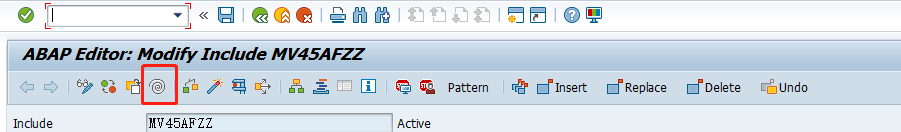 ABAP Editor: Modify Include MV45AFZZ
Pattern Insert Replace Delete Undo
Include MV45AFZZ Active